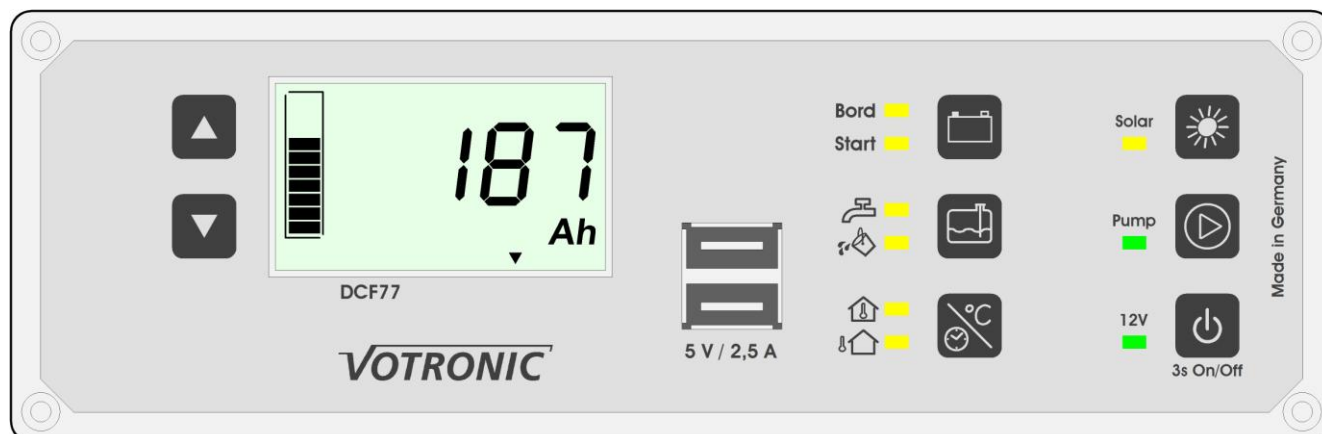 187
Ah
DCF77
VOTRONIC
5 V / 2,5 A
Bord
Start
°C
Solar
Pump
12V
3s On/Off
Made in Germany